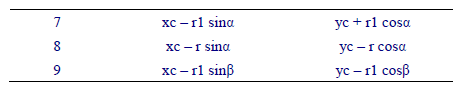 7 xc – r1 sinα yc + r1 cosα
8 xc – r sinα yc – r cosα
9 xc – r1 sinβ yc – r1 cosβ